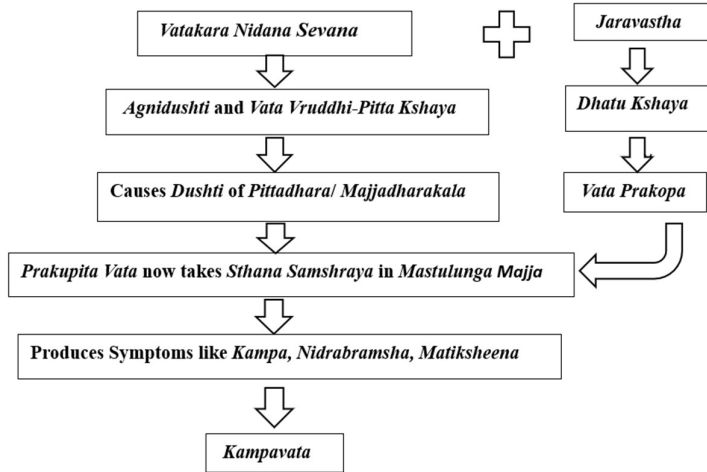 Vatakara Nidana Sevana
Agnidushti and Vata Vruddhi-Pitta Kshaya
Causes Dushti of Pittadhara/ Majjadharakala
Jaravastha
Dhatu Kshaya
Vata Prakopa
Prakupita Vata now takes Sthana Samshraya in Mastulunga Majja
Produces Symptoms like Kampa, Nidrabramsha, Matiksheena
Kampavata